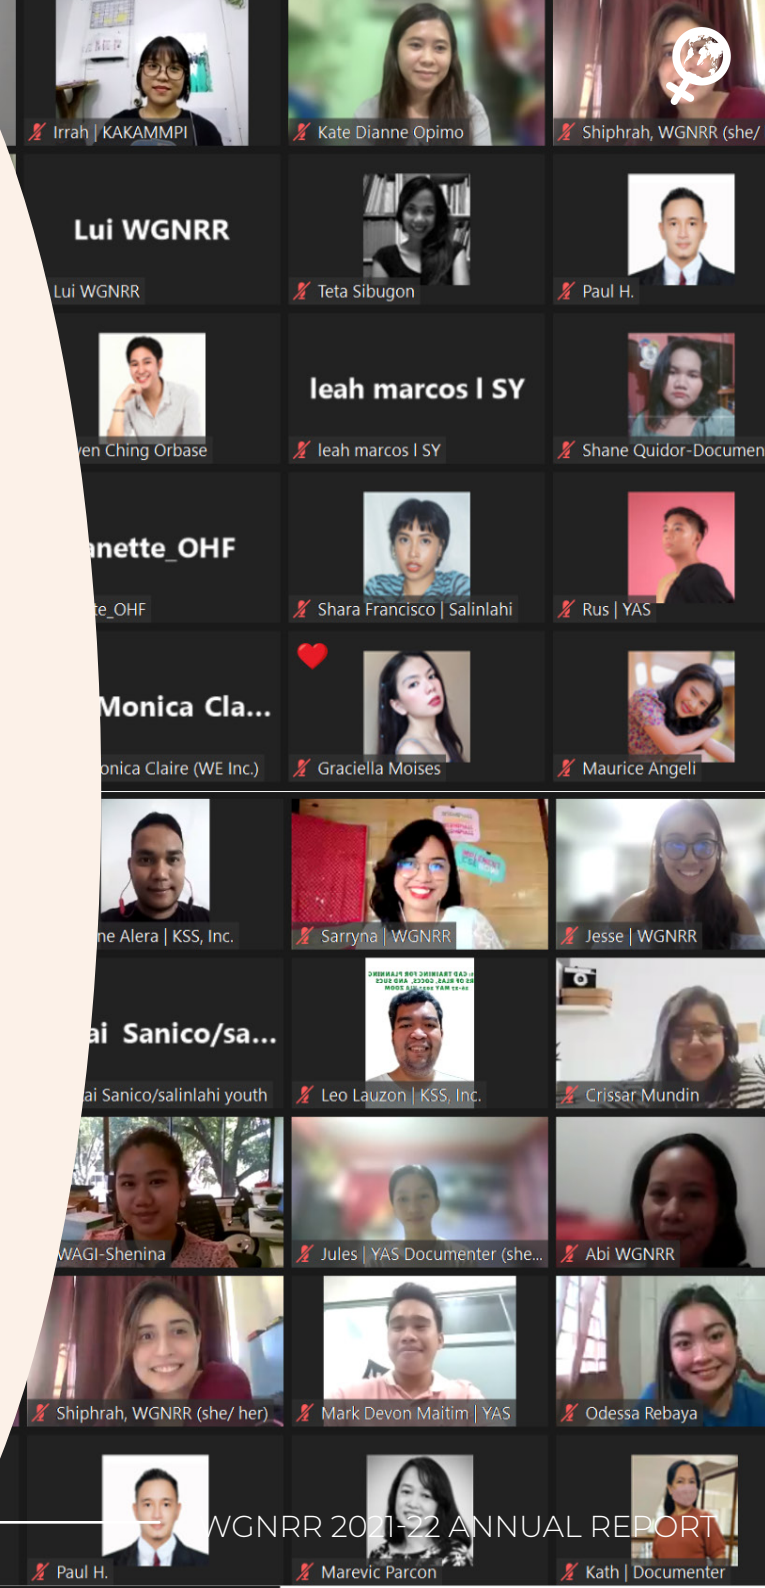 Irrah | KAKAMMPI
Kate Dianne Opimo
Shiphrah, WGNRR (she/
Lui WGNRR
Lui WGNRR
Teta Sibugon
Paul H.
leah marcos l SY
ven Ching Orbase
leah marcos l SY
Shane Quidor-Documen
anette_OHF
te_OHF
Shara Francisco | Salinlahi
Rus | YAS
Monica Cla...
onica Claire (WE Inc.)
Graciella Moises
Maurice Angeli
ne Alera | KSS, Inc.
Sarryna | WGNRR
Jesse | WGNRR
ai Sanico/sa...
ai Sanico/salinlahi youth
Leo Lauzon | KSS, Inc.
Crissar Mundin
WAGI-Shenina
Jules | YAS Documenter (she...
Abi WGNRR
Shiphrah, WGNRR (she/ her)
Mark Devon Maitim | YAS
Odessa Rebaya
WGNRR 2021-22 ANNUAL REPORT
Paul H.
Marevic Parcon
Kath | Documenter